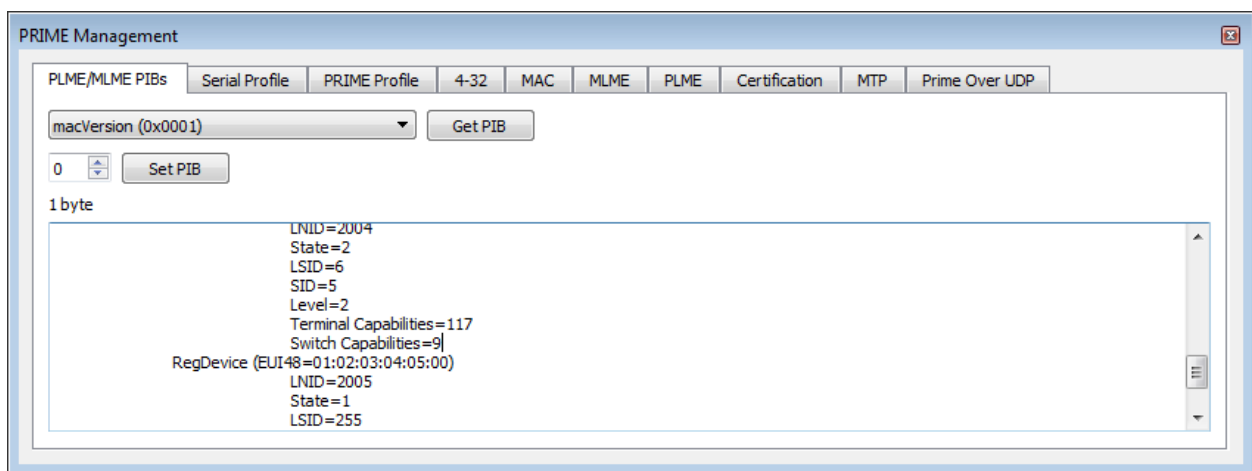 PRIME Management
PLME/MLME PIBs Serial Profile PRIME Profile 4-32 MAC MLME PLME Certification MTP Prime Over UDP
macVersion (0x0001) Get PIB
0 Set PIB
1 byte
LNID=2004
State=2
LSID=6
SID=5
Level=2
Terminal Capabilities=117
Switch Capabilities=9
RegDevice (EUI48=01:02:03:04:05:00)
LNID=2005
State=1
LSID=255